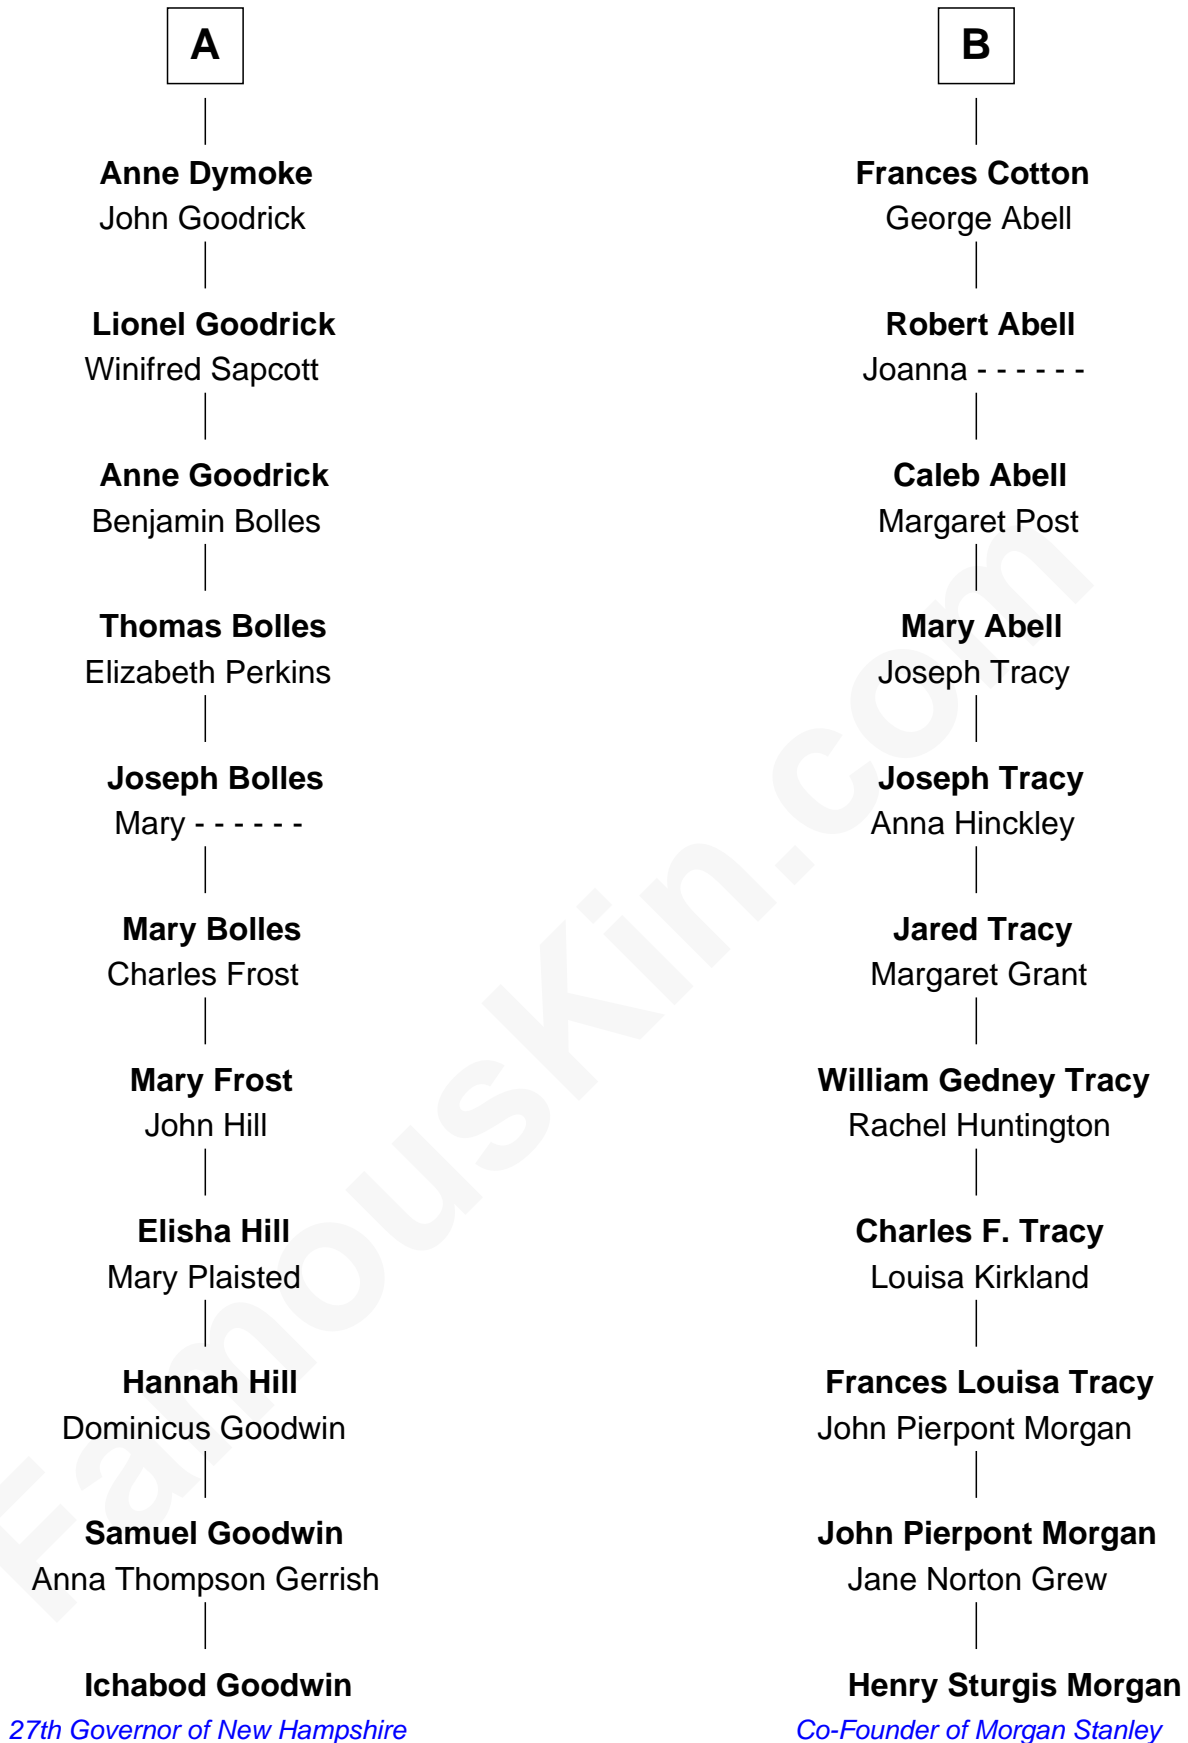 A
Anne Dymoke
John Goodrick
Lionel Goodrick
Winifred Sapcott
Anne Goodrick
Benjamin Bolles
Thomas Bolles
Elizabeth Perkins
Joseph Bolles
Mary - - - - - -
Mary Bolles
Charles Frost
Mary Frost
John Hill
Elisha Hill
Mary Plaisted
Hannah Hill
Dominicus Goodwin
Samuel Goodwin
Anna Thompson Gerrish
Ichabod Goodwin
27th Governor of New Hampshire
B
Frances Cotton
George Abell
Robert Abell
Joanna - - - - - -
Caleb Abell
Margaret Post
Mary Abell
Joseph Tracy
Joseph Tracy
Anna Hinckley
Jared Tracy
Margaret Grant
William Gedney Tracy
Rachel Huntington
Charles F. Tracy
Louisa Kirkland
Frances Louisa Tracy
John Pierpont Morgan
John Pierpont Morgan
Jane Norton Grew
Henry Sturgis Morgan
Co-Founder of Morgan Stanley
FamousKin.com